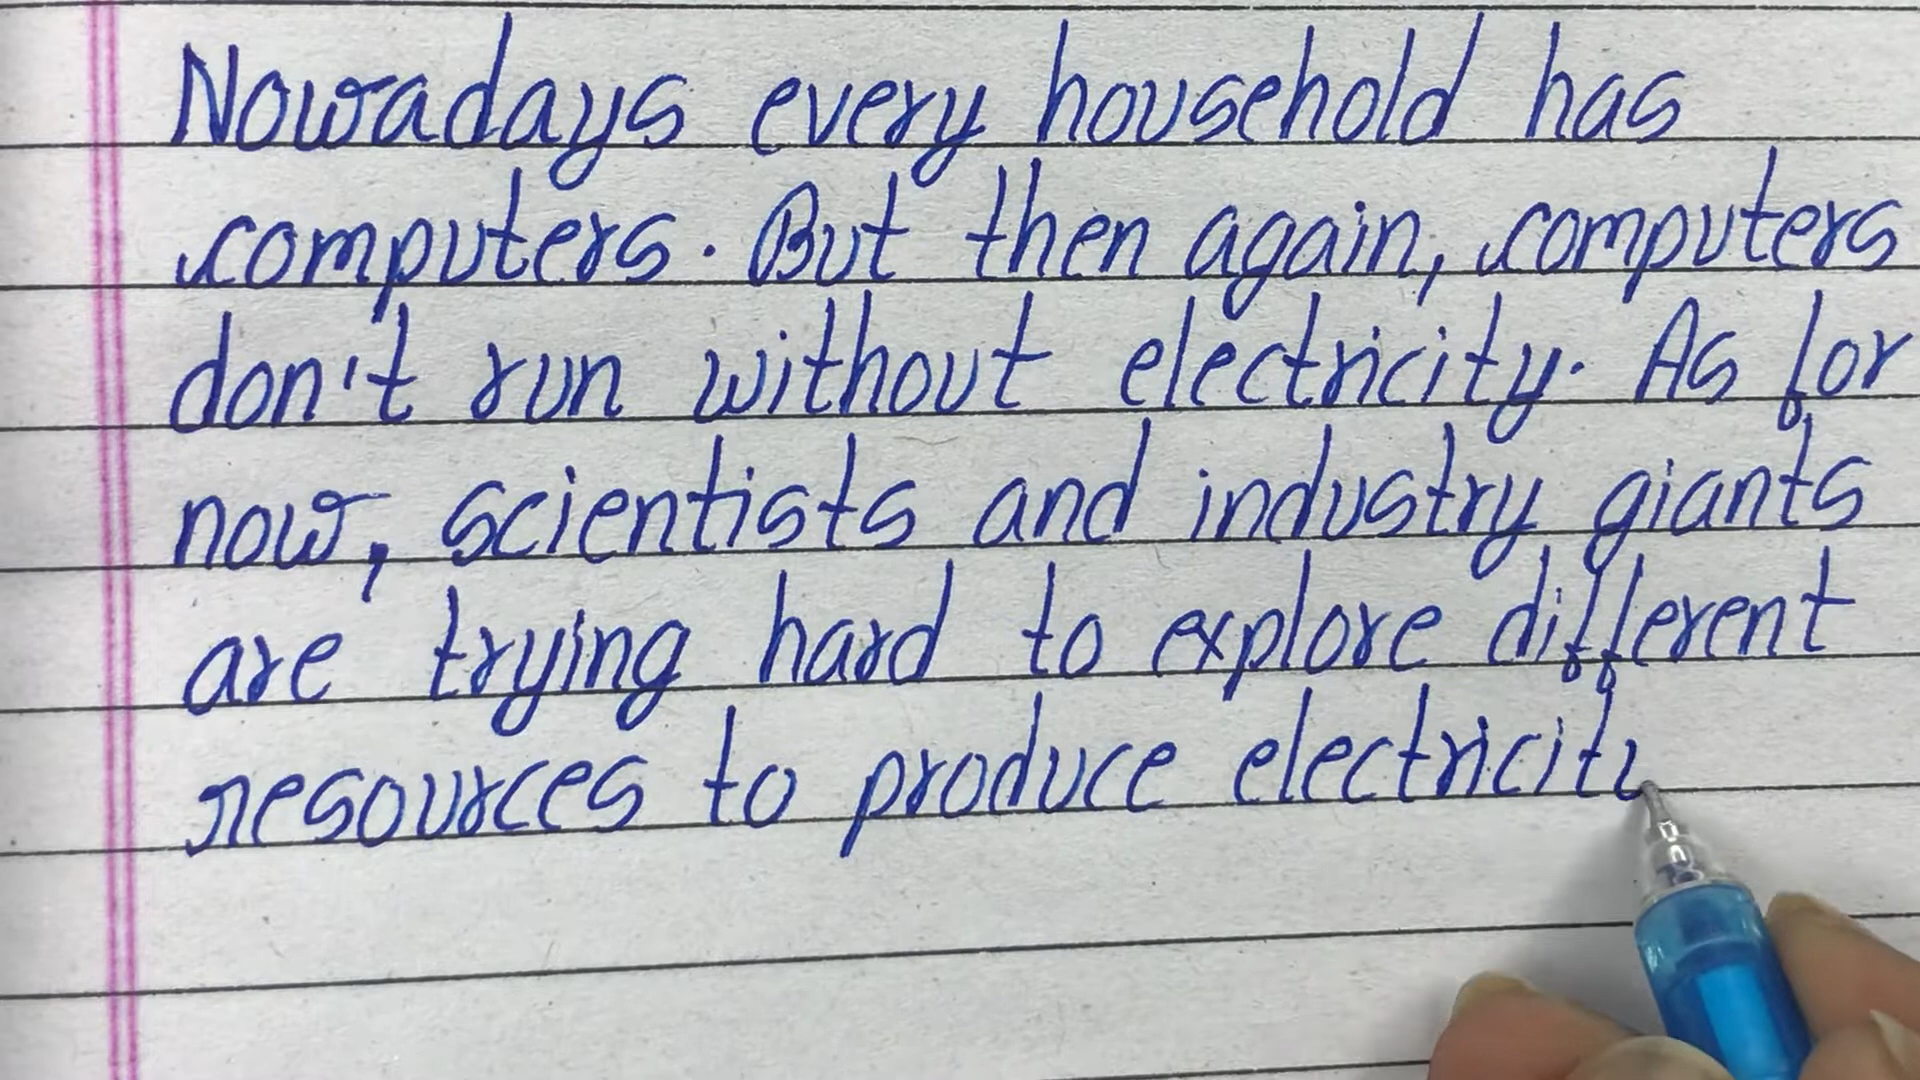 Nowadays every household has
computers. But then again, computers
don't run without electricity. As for
now, scientists and industry giants
are trying hard to explore different
resources to produce electricity